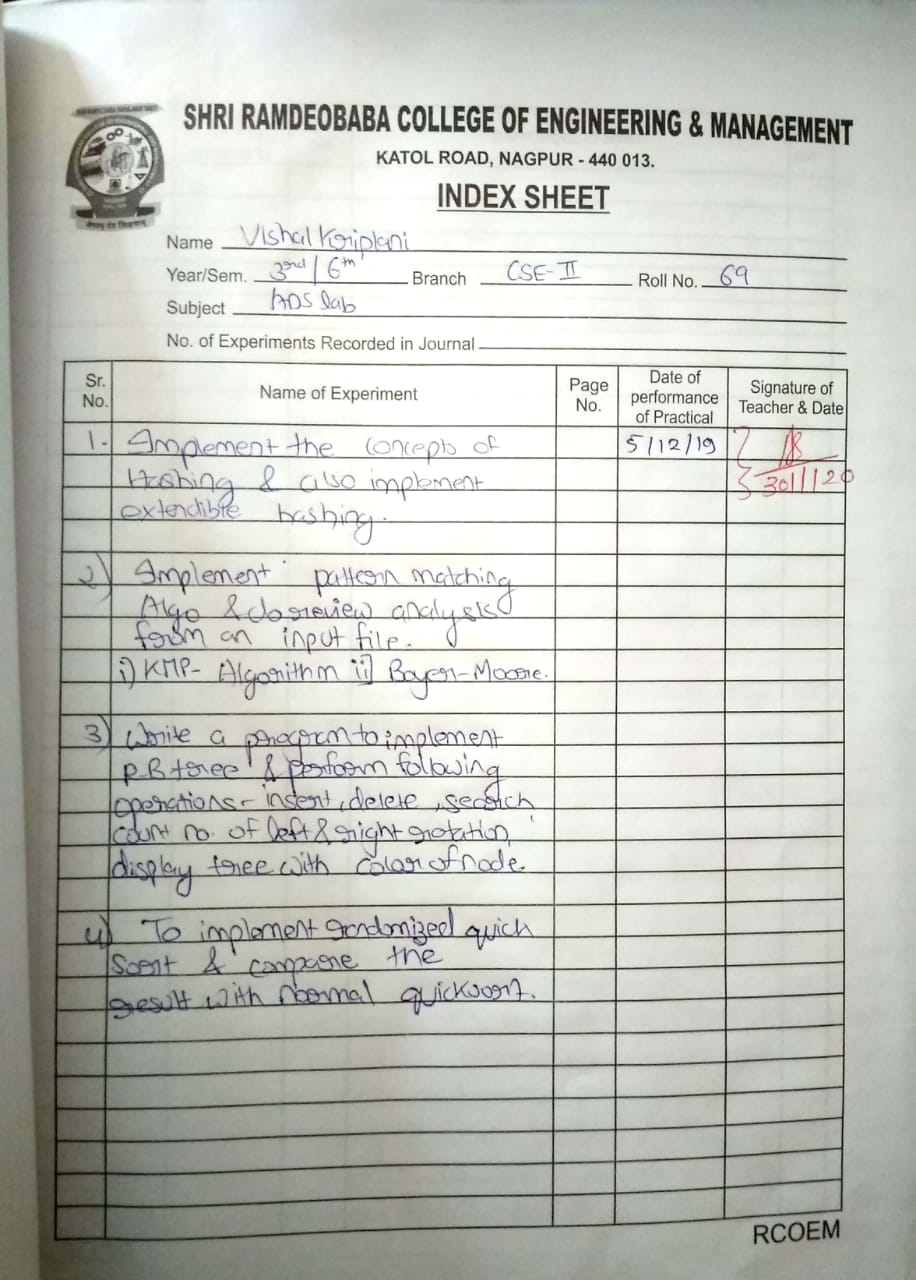 SHRI RAMDEOBABA COLLEGE OF ENGINEERING & MANAGEMENT
KATOL ROAD, NAGPUR - 440 013.
INDEX SHEET
Name Vishal Kriplani
Year/Sem. 3rd / 6th Branch CSE-II Roll No. 69
Subject ADS lab
No. of Experiments Recorded in Journal
Sr. No. Name of Experiment Page No. Date of performance of Practical Signature of Teacher & Date
1. Implement the concepts of 5/12/19
Hashing & also implement 30/1/20
extendible hashing.
2) Implement pattern matching
Algo & do review analysis
from an input file.
i) KMP- Algorithm ii] Boyer-Moore.
3) Write a program to implement
R B tree & perform following
operations - insert, delete, search
count no. of left & right rotation,
display tree with color of node.
4) To implement randomized quick
Soort & compare the
result with normal quicksort.
RCOEM